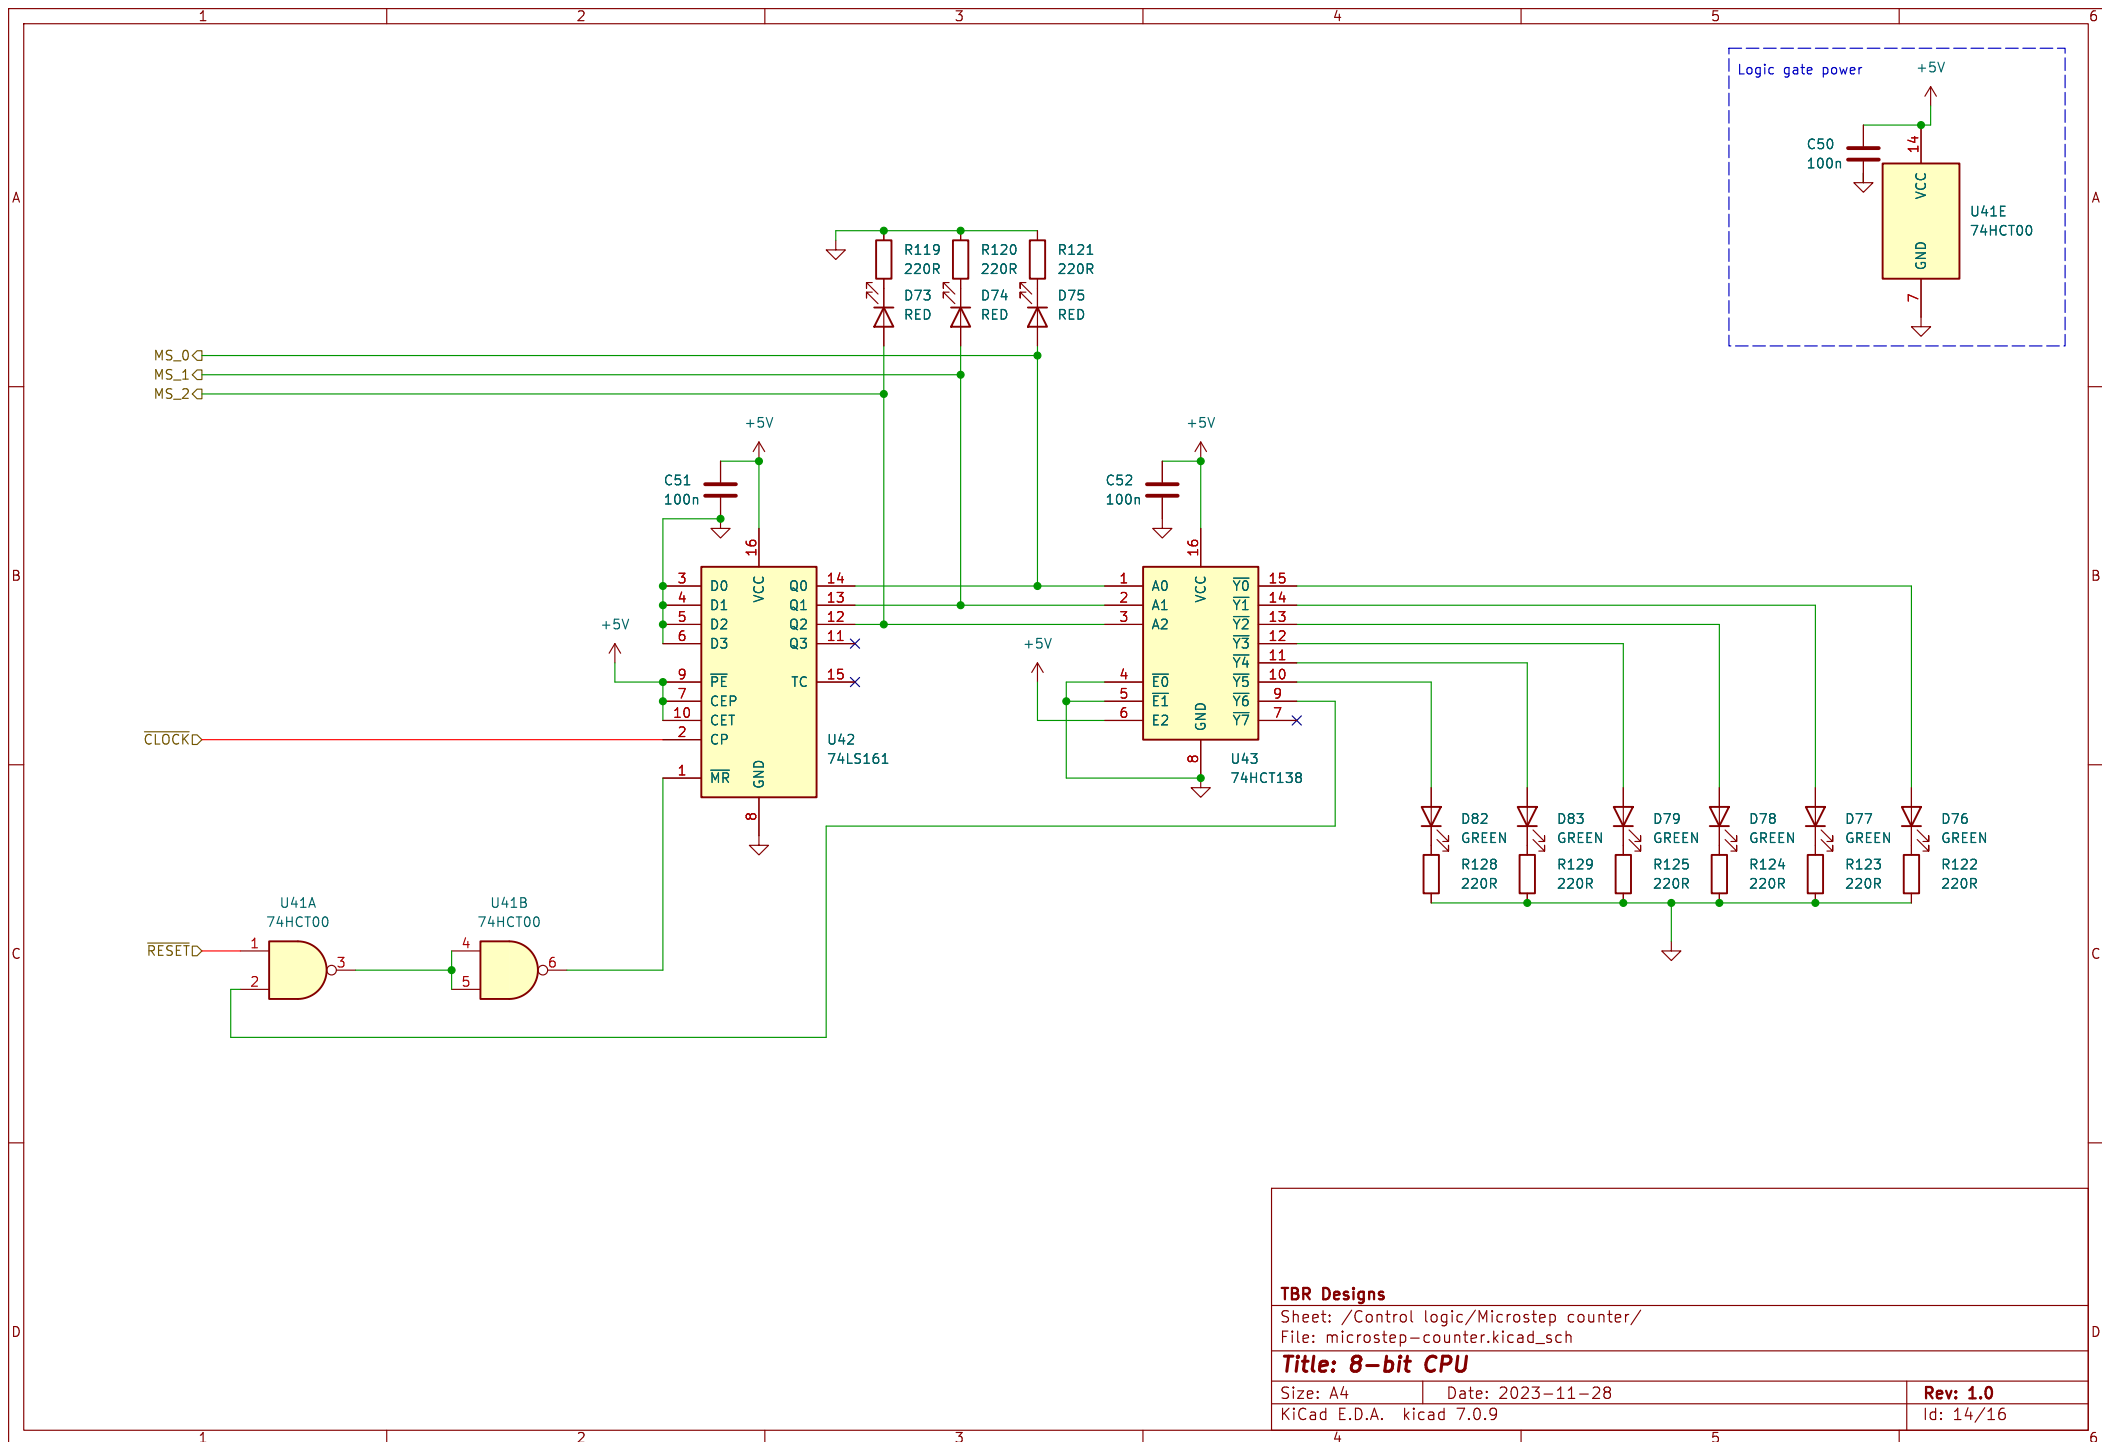 1 2 3 4 5 6
Logic gate power
+5V
C50
100n
14
VCC
GND
7
U41E
74HCT00
A A
R119
220R
D73
RED
R120
220R
D74
RED
R121
220R
D75
RED
MS_0
MS_1
MS_2
+5V
C51
100n
16
VCC
3 D0 Q0 14
4 D1 Q1 13
5 D2 Q2 12
6 D3 Q3 11
+5V
9 PE TC 15
7 CEP
10 CET
2 CP
1 MR
GND
8
U42
74LS161
CLOCK
+5V
C52
100n
16
VCC
1 A0 Y0 15
2 A1 Y1 14
3 A2 Y2 13
Y3 12
Y4 11
+5V
4 E0 Y5 10
5 E1 Y6 9
6 E2 Y7 7
GND
8
U43
74HCT138
B B
D82
GREEN
R128
220R
D83
GREEN
R129
220R
D79
GREEN
R125
220R
D78
GREEN
R124
220R
D77
GREEN
R123
220R
D76
GREEN
R122
220R
U41A
74HCT00
U41B
74HCT00
RESET
1
2
3
4
5
6
C C
TBR Designs
Sheet: /Control logic/Microstep counter/
File: microstep-counter.kicad_sch
Title: 8-bit CPU
Size: A4 Date: 2023-11-28 Rev: 1.0
KiCad E.D.A. kicad 7.0.9 Id: 14/16
D D
1 2 3 4 5 6